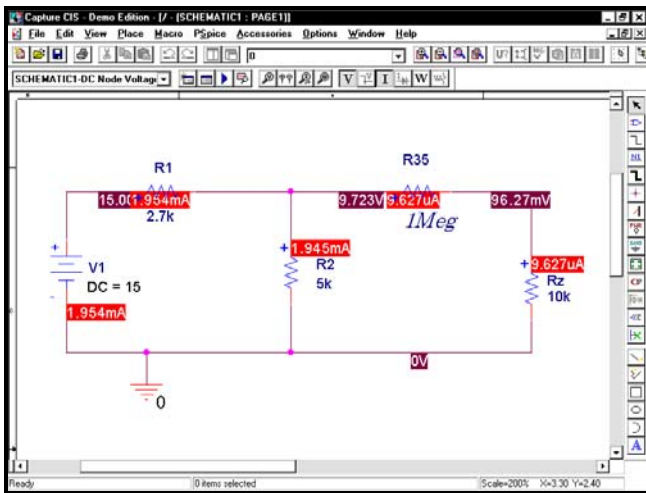 Capture CIS - Demo Edition - [/ - (SCHEMATIC1 : PAGE1)]
File Edit View Place Macro PSpice Accessories Options Window Help
0
U?
SCHEMATIC1-DC Node Voltag
V I W
R1
R35
15.00
1.954mA
9.723V
9.627uA
96.27mV
2.7k
1Meg
1.945mA
R2
5k
9.627uA
Rz
10k
V1
DC = 15
1.954mA
0V
0
Ready
0 items selected
Scale=200% X=3.30 Y=2.40